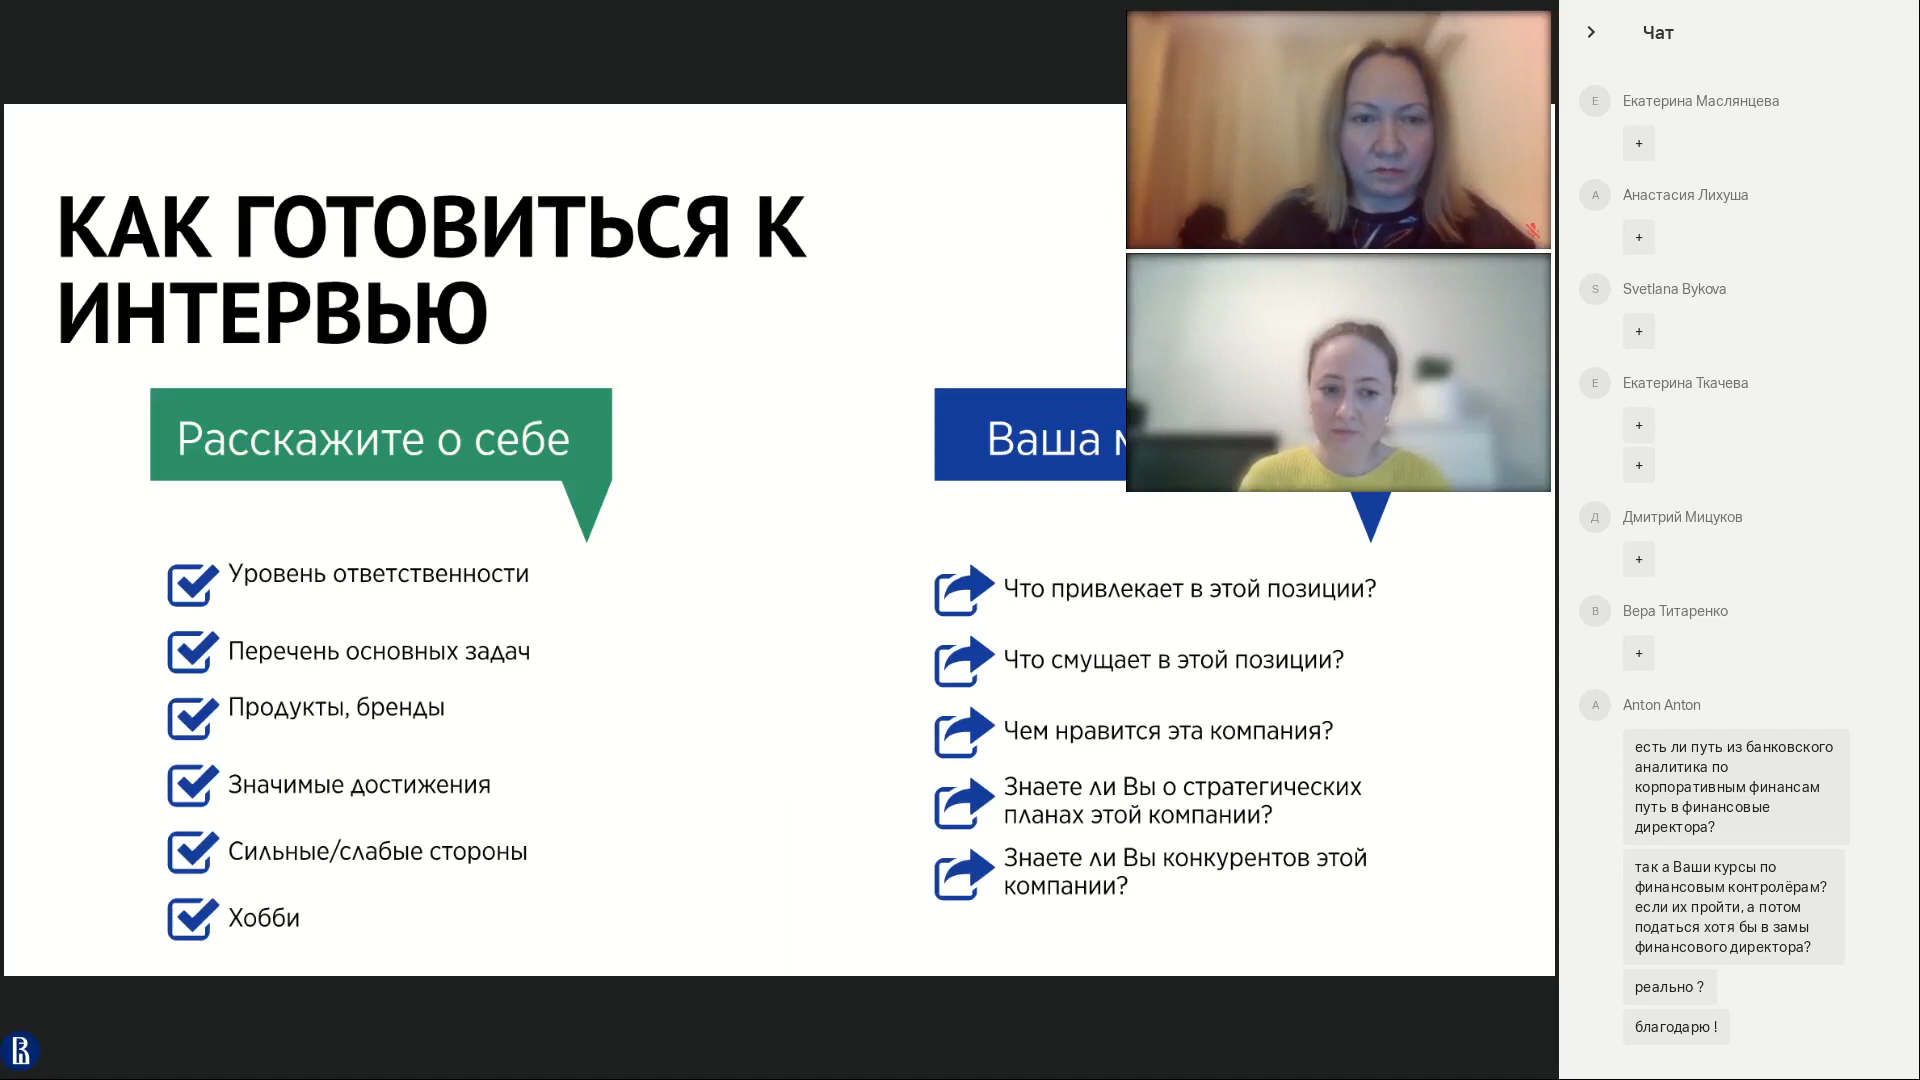 КАК ГОТОВИТЬСЯ К
ИНТЕРВЬЮ
Расскажите о себе
Уровень ответственности
Перечень основных задач
Продукты, бренды
Значимые достижения
Сильные/слабые стороны
Хобби
Ваша
Что привлекает в этой позиции?
Что смущает в этой позиции?
Чем нравится эта компания?
Знаете ли Вы о стратегических
планах этой компании?
Знаете ли Вы конкурентов этой
компании?
Чат
Е
Екатерина Маслянцева
+
А
Анастасия Лихуша
+
S
Svetlana Bykova
+
Е
Екатерина Ткачева
+
+
Д
Дмитрий Мицуков
+
В
Вера Титаренко
+
A
Anton Anton
есть ли путь из банковского
аналитика по
корпоративным финансам
путь в финансовые
директора?
так а Ваши курсы по
финансовым контролёрам?
если их пройти, а потом
податься хотя бы в замы
финансового директора?
реально ?
благодарю !